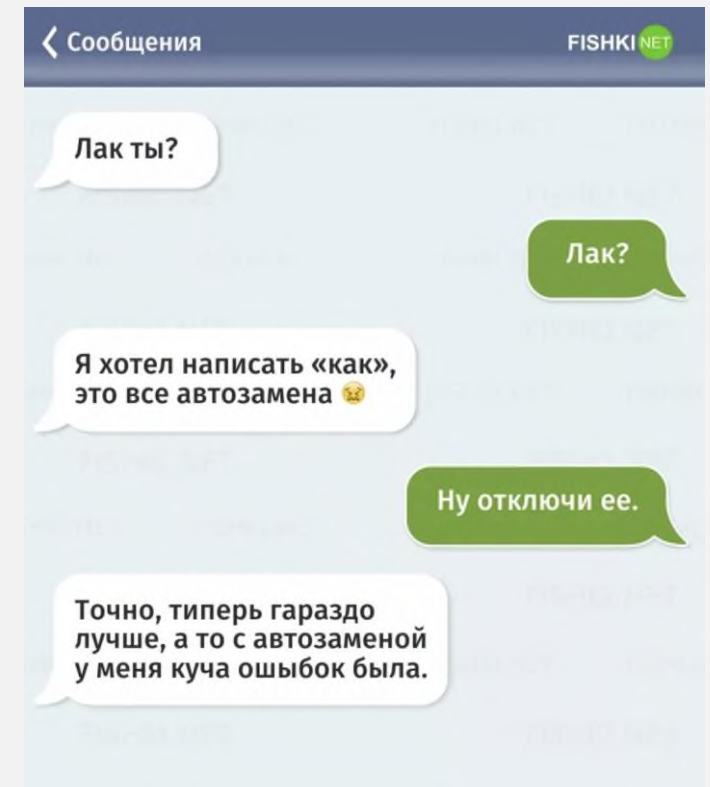 Сообщения
FISHKI NET
Лак ты?
Лак?
Я хотел написать «как»,
это все автозамена 😖
Ну отключи ее.
Точно, типерь гараздо
лучше, а то с автозаменой
у меня куча ошыбок была.